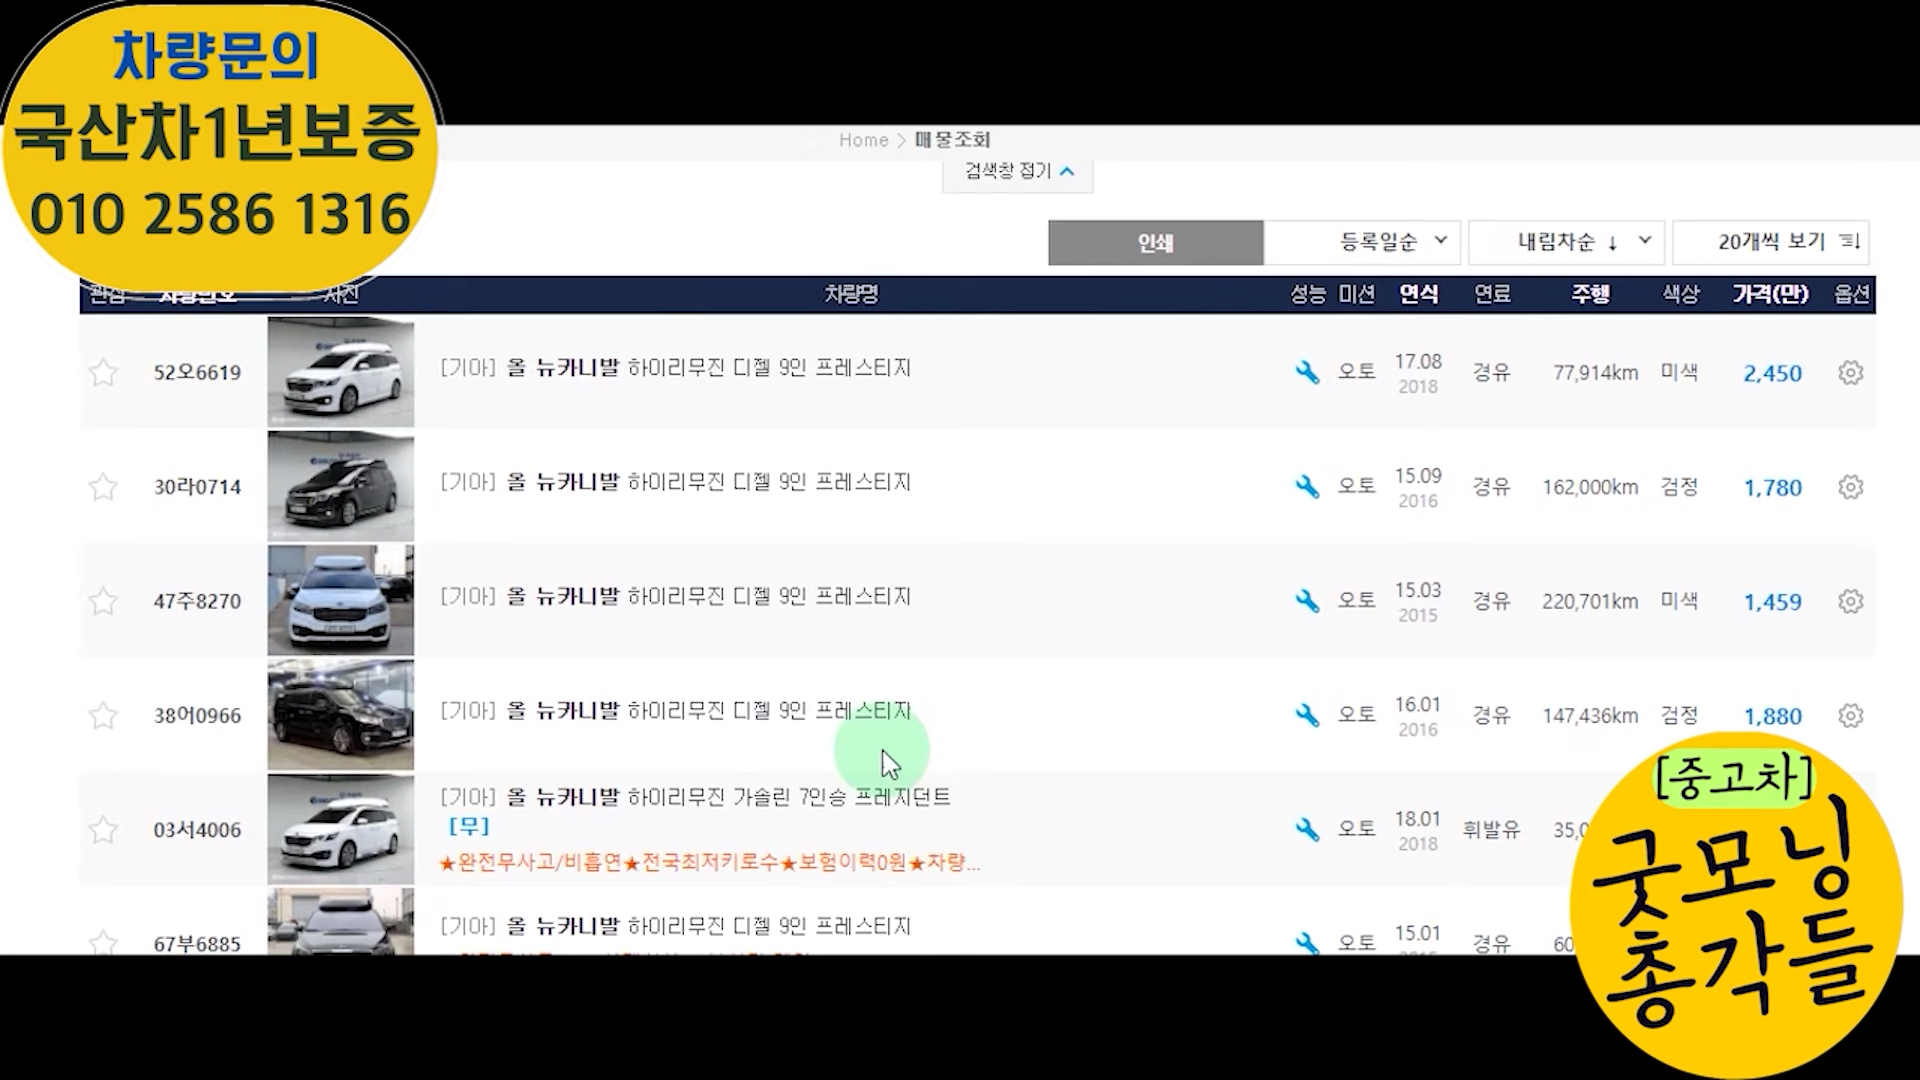 차량문의
국산차1년보증
010 2586 1316
Home > 매물조회
검색창 접기
인쇄
등록일순
내림차순 ↓
20개씩 보기
관심 차량번호 사진 차량명 성능 미션 연식 연료 주행 색상 가격(만) 옵션
52오6619 [기아] 올 뉴카니발 하이리무진 디젤 9인 프레스티지 오토 17.08 경유 77,914km 미색 2,450
2018
30라0714 [기아] 올 뉴카니발 하이리무진 디젤 9인 프레스티지 오토 15.09 경유 162,000km 검정 1,780
2016
47주8270 [기아] 올 뉴카니발 하이리무진 디젤 9인 프레스티지 오토 15.03 경유 220,701km 미색 1,459
2015
38어0966 [기아] 올 뉴카니발 하이리무진 디젤 9인 프레스티지 오토 16.01 경유 147,436km 검정 1,880
2016
03서4006 [기아] 올 뉴카니발 하이리무진 가솔린 7인승 프레지던트 오토 18.01 휘발유 35,0
[무] 2018
★완전무사고/비흡연★전국최저키로수★보험이력0원★차량...
67부6885 [기아] 올 뉴카니발 하이리무진 디젤 9인 프레스티지 오토 15.01 경유 60
[중고차]
굿모닝
총각들